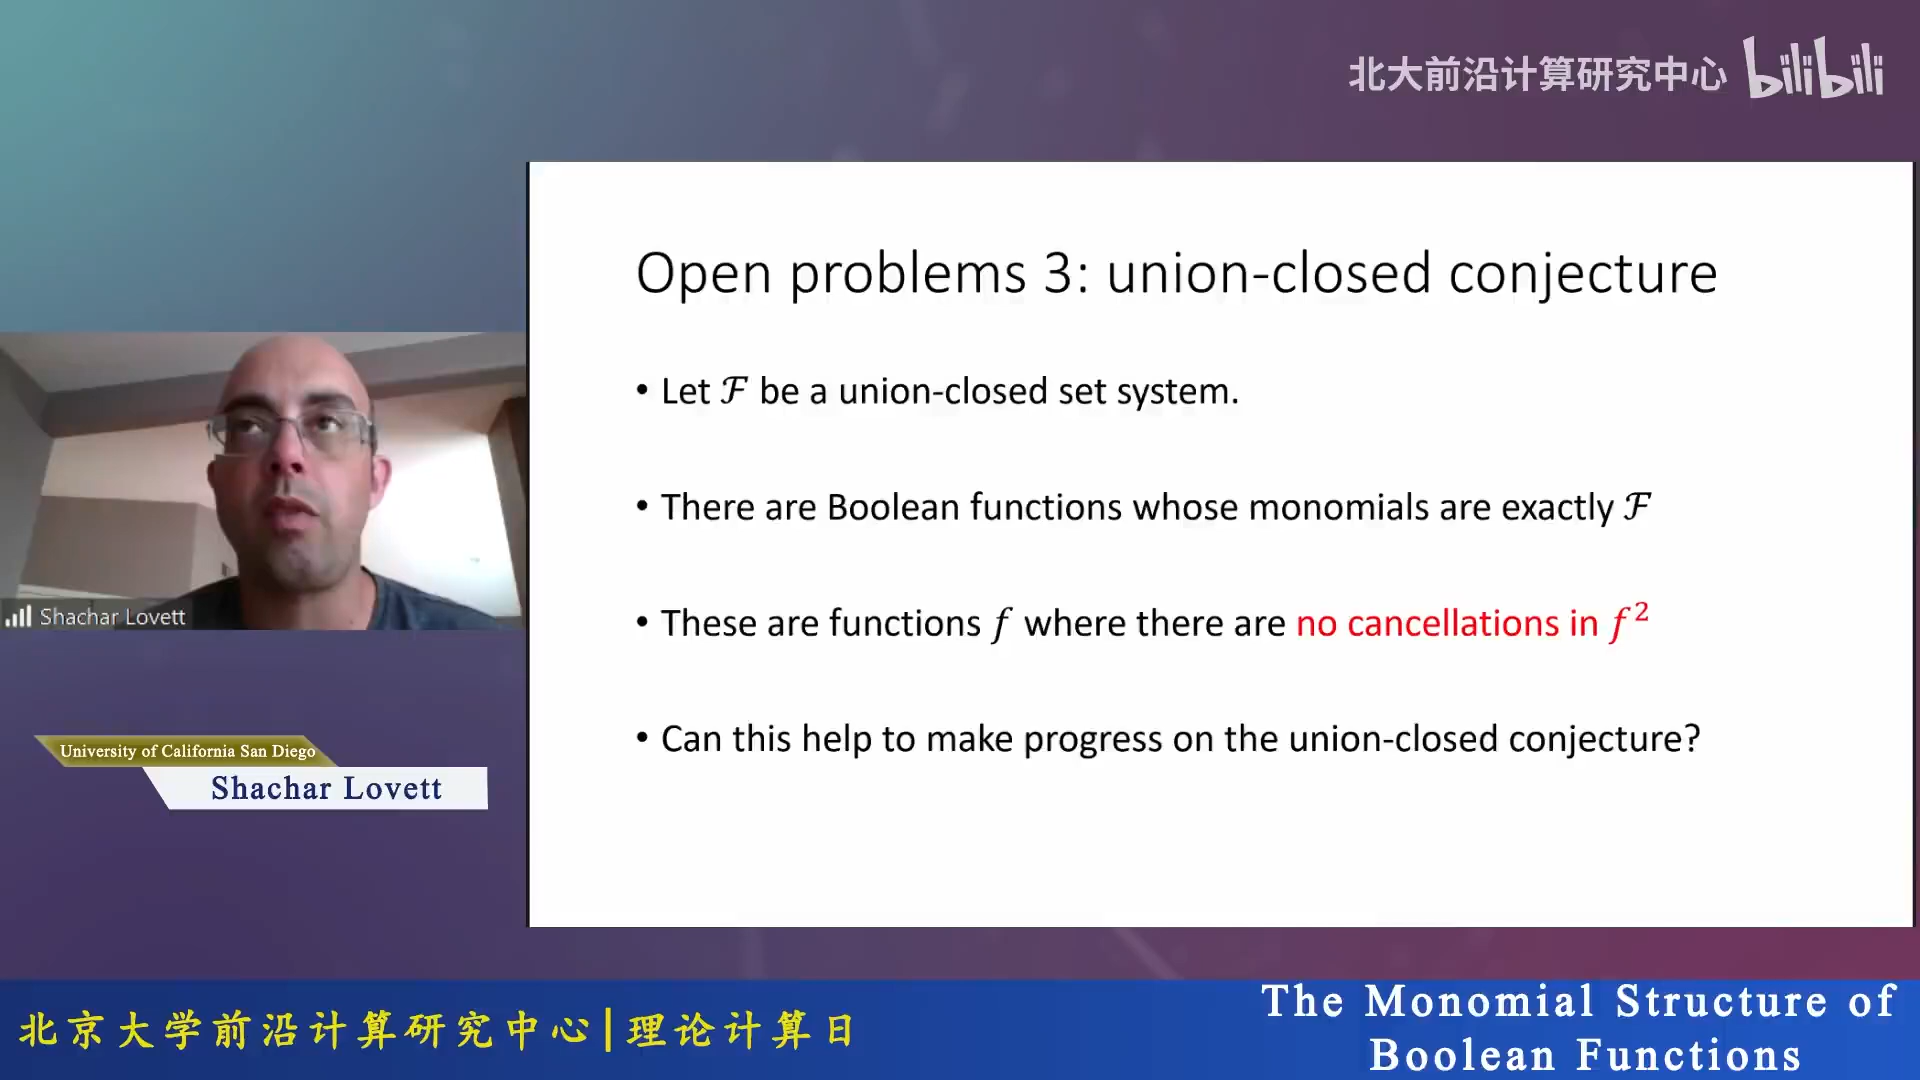 北大前沿计算研究中心 bilibili
Open problems 3: union-closed conjecture
• Let ℱ be a union-closed set system.
• There are Boolean functions whose monomials are exactly ℱ
• These are functions f where there are no cancellations in f²
• Can this help to make progress on the union-closed conjecture?
Shachar Lovett
University of California San Diego
Shachar Lovett
北京大学前沿计算研究中心|理论计算日
The Monomial Structure of
Boolean Functions